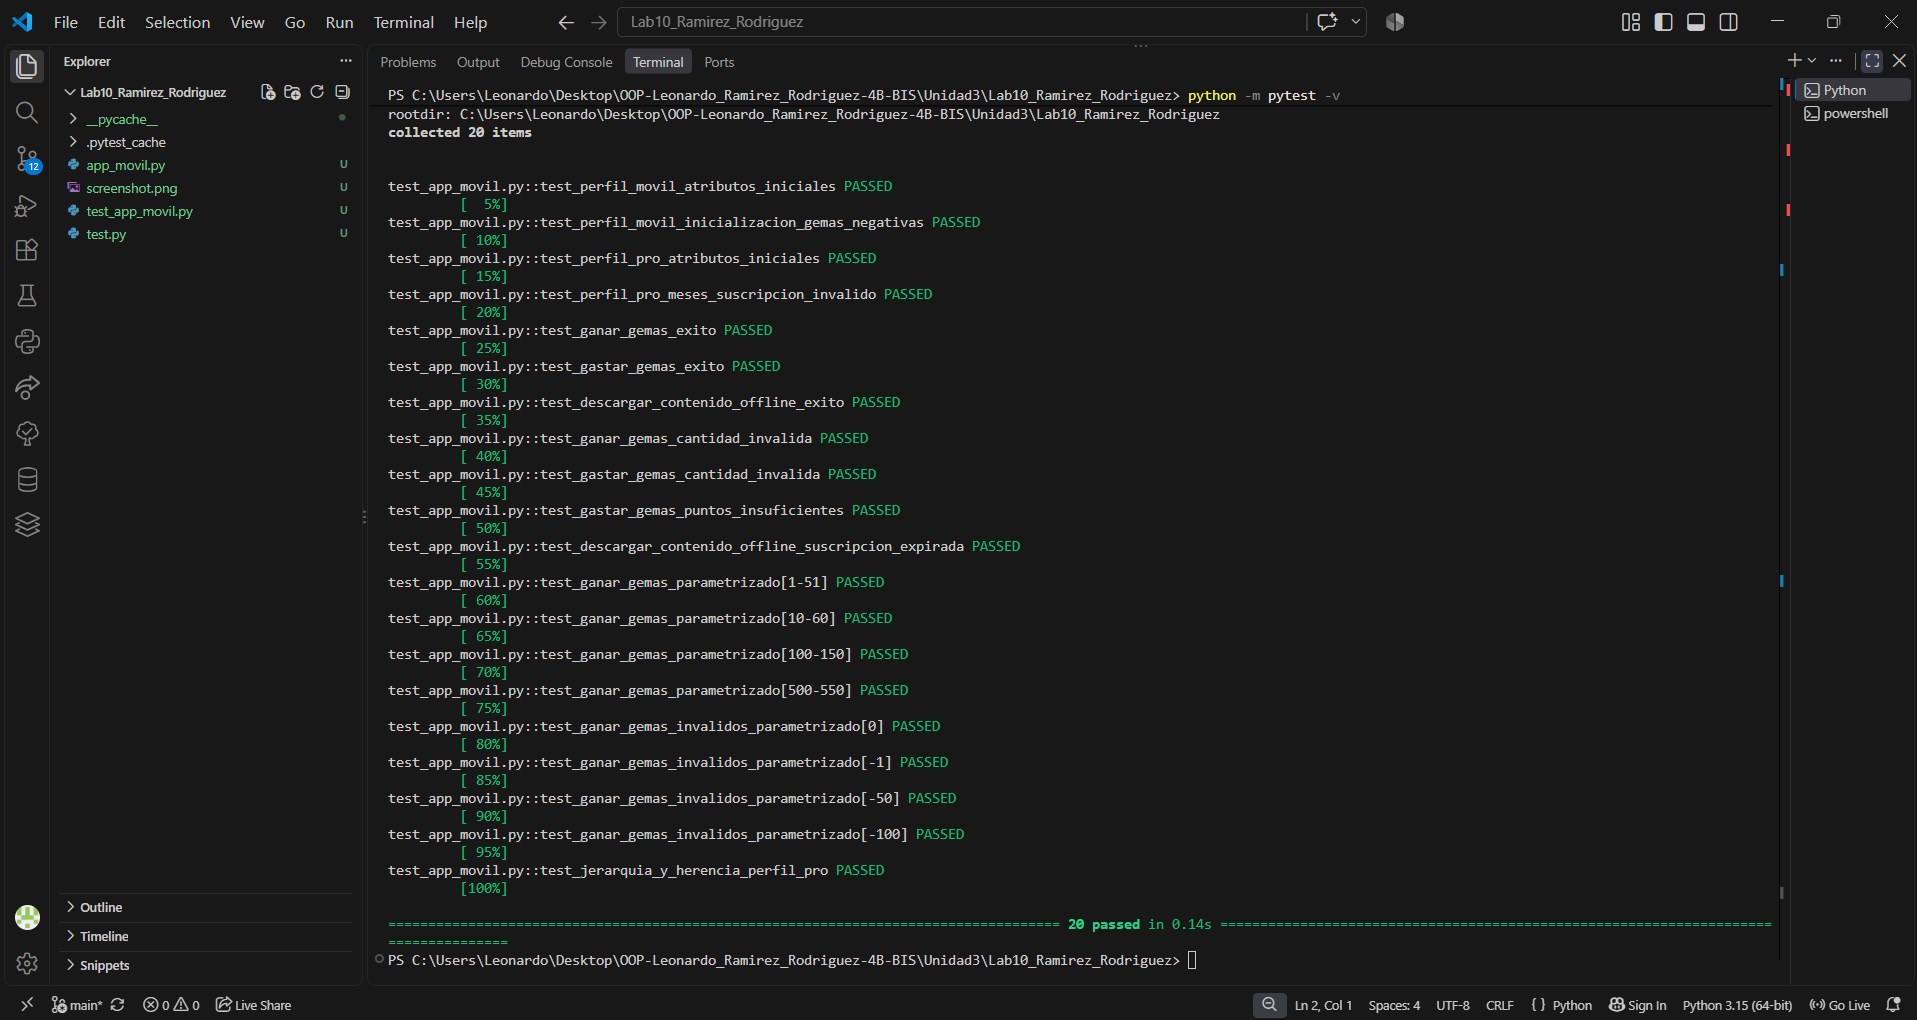 File Edit Selection View Go Run Terminal Help
Lab10_Ramirez_Rodriguez
Explorer
Lab10_Ramirez_Rodriguez
__pycache__
.pytest_cache
app_movil.py U
screenshot.png U
test_app_movil.py U
test.py U
12
Outline
Timeline
Snippets
Problems Output Debug Console Terminal Ports
Python
powershell
PS C:\Users\Leonardo\Desktop\OOP-Leonardo_Ramirez_Rodriguez-4B-BIS\Unidad3\Lab10_Ramirez_Rodriguez> python -m pytest -v
rootdir: C:\Users\Leonardo\Desktop\OOP-Leonardo_Ramirez_Rodriguez-4B-BIS\Unidad3\Lab10_Ramirez_Rodriguez
collected 20 items
test_app_movil.py::test_perfil_movil_atributos_iniciales PASSED
[  5%]
test_app_movil.py::test_perfil_movil_inicializacion_gemas_negativas PASSED
[ 10%]
test_app_movil.py::test_perfil_pro_atributos_iniciales PASSED
[ 15%]
test_app_movil.py::test_perfil_pro_meses_suscripcion_invalido PASSED
[ 20%]
test_app_movil.py::test_ganar_gemas_exito PASSED
[ 25%]
test_app_movil.py::test_gastar_gemas_exito PASSED
[ 30%]
test_app_movil.py::test_descargar_contenido_offline_exito PASSED
[ 35%]
test_app_movil.py::test_ganar_gemas_cantidad_invalida PASSED
[ 40%]
test_app_movil.py::test_gastar_gemas_cantidad_invalida PASSED
[ 45%]
test_app_movil.py::test_gastar_gemas_puntos_insuficientes PASSED
[ 50%]
test_app_movil.py::test_descargar_contenido_offline_suscripcion_expirada PASSED
[ 55%]
test_app_movil.py::test_ganar_gemas_parametrizado[1-51] PASSED
[ 60%]
test_app_movil.py::test_ganar_gemas_parametrizado[10-60] PASSED
[ 65%]
test_app_movil.py::test_ganar_gemas_parametrizado[100-150] PASSED
[ 70%]
test_app_movil.py::test_ganar_gemas_parametrizado[500-550] PASSED
[ 75%]
test_app_movil.py::test_ganar_gemas_invalidos_parametrizado[0] PASSED
[ 80%]
test_app_movil.py::test_ganar_gemas_invalidos_parametrizado[-1] PASSED
[ 85%]
test_app_movil.py::test_ganar_gemas_invalidos_parametrizado[-50] PASSED
[ 90%]
test_app_movil.py::test_ganar_gemas_invalidos_parametrizado[-100] PASSED
[ 95%]
test_app_movil.py::test_jerarquia_y_herencia_perfil_pro PASSED
[100%]
==================================================================================== 20 passed in 0.14s =====================================================================
===============
PS C:\Users\Leonardo\Desktop\OOP-Leonardo_Ramirez_Rodriguez-4B-BIS\Unidad3\Lab10_Ramirez_Rodriguez>
main* 0 0 Live Share Ln 2, Col 1 Spaces: 4 UTF-8 CRLF { } Python Sign In Python 3.15 (64-bit) Go Live